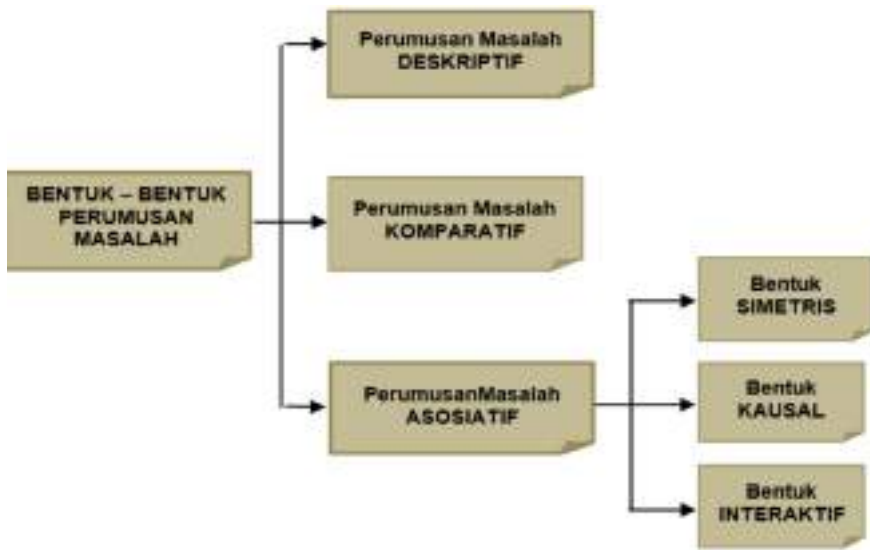 Perumusan Masalah
DESKRIPTIF
BENTUK – BENTUK
PERUMUSAN
MASALAH
Perumusan Masalah
KOMPARATIF
PerumusanMasalah
ASOSIATIF
Bentuk
SIMETRIS
Bentuk
KAUSAL
Bentuk
INTERAKTIF